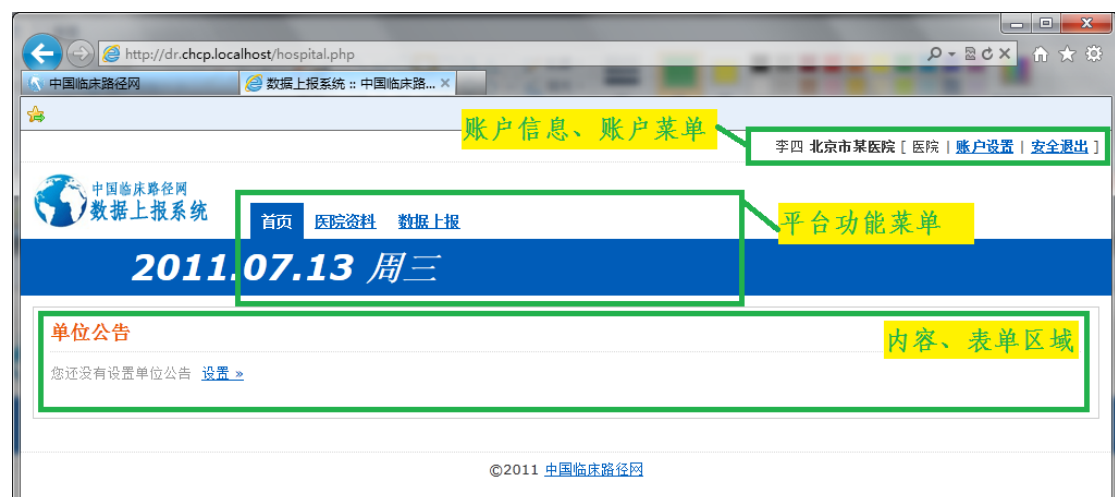 http://dr.chcp.localhost/hospital.php
中国临床路径网
数据上报系统 :: 中国临床路...
账户信息、账户菜单
李四 北京市某医院 [ 医院 | 账户设置 | 安全退出 ]
中国临床路径网
数据上报系统
首页 医院资料 数据上报
平台功能菜单
2011.07.13 周三
单位公告
内容、表单区域
您还没有设置单位公告 设置 »
©2011 中国临床路径网